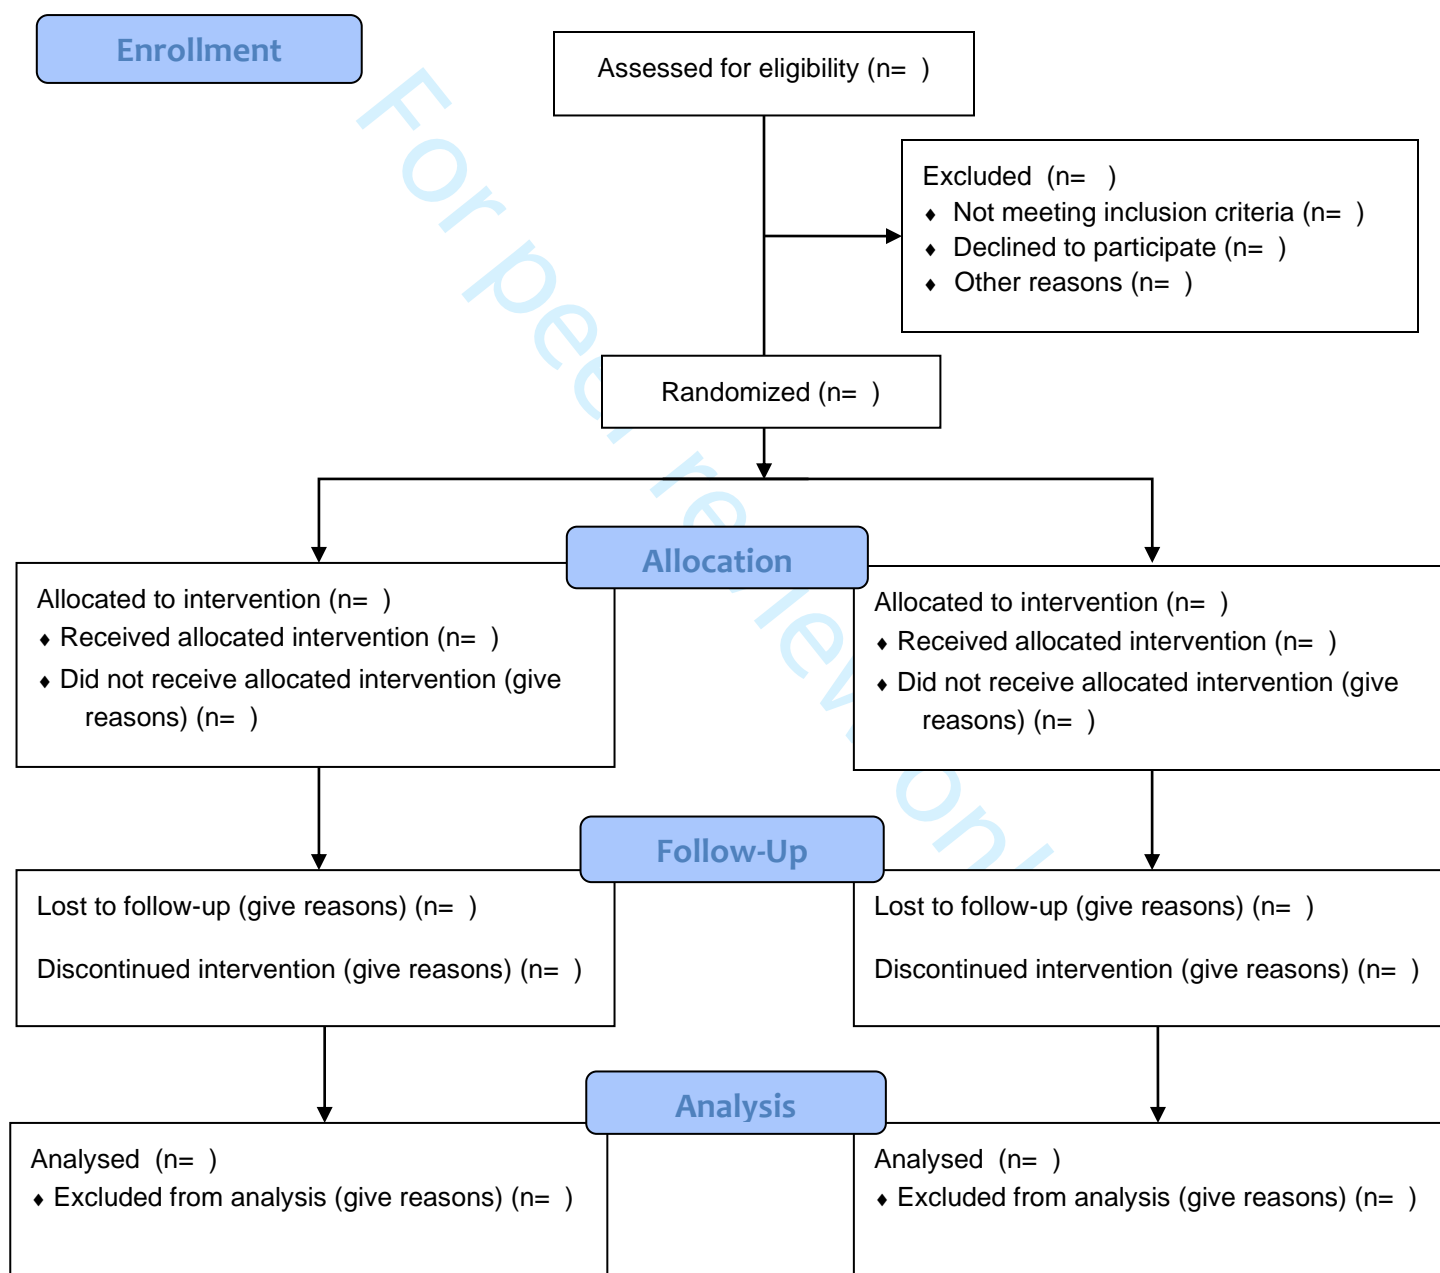 Enrollment
Assessed for eligibility (n=  )
Excluded  (n=   )
♦ Not meeting inclusion criteria (n=  )
♦ Declined to participate (n=  )
♦ Other reasons (n=  )
Randomized (n=  )
Allocation
Allocated to intervention (n=  )
♦ Received allocated intervention (n=  )
♦ Did not receive allocated intervention (give
reasons) (n=  )
Allocated to intervention (n=  )
♦ Received allocated intervention (n=  )
♦ Did not receive allocated intervention (give
reasons) (n=  )
Follow-Up
Lost to follow-up (give reasons) (n=  )
Discontinued intervention (give reasons) (n=  )
Lost to follow-up (give reasons) (n=  )
Discontinued intervention (give reasons) (n=  )
Analysis
Analysed  (n=  )
♦ Excluded from analysis (give reasons) (n=  )
Analysed  (n=  )
♦ Excluded from analysis (give reasons) (n=  )
For peer review onl